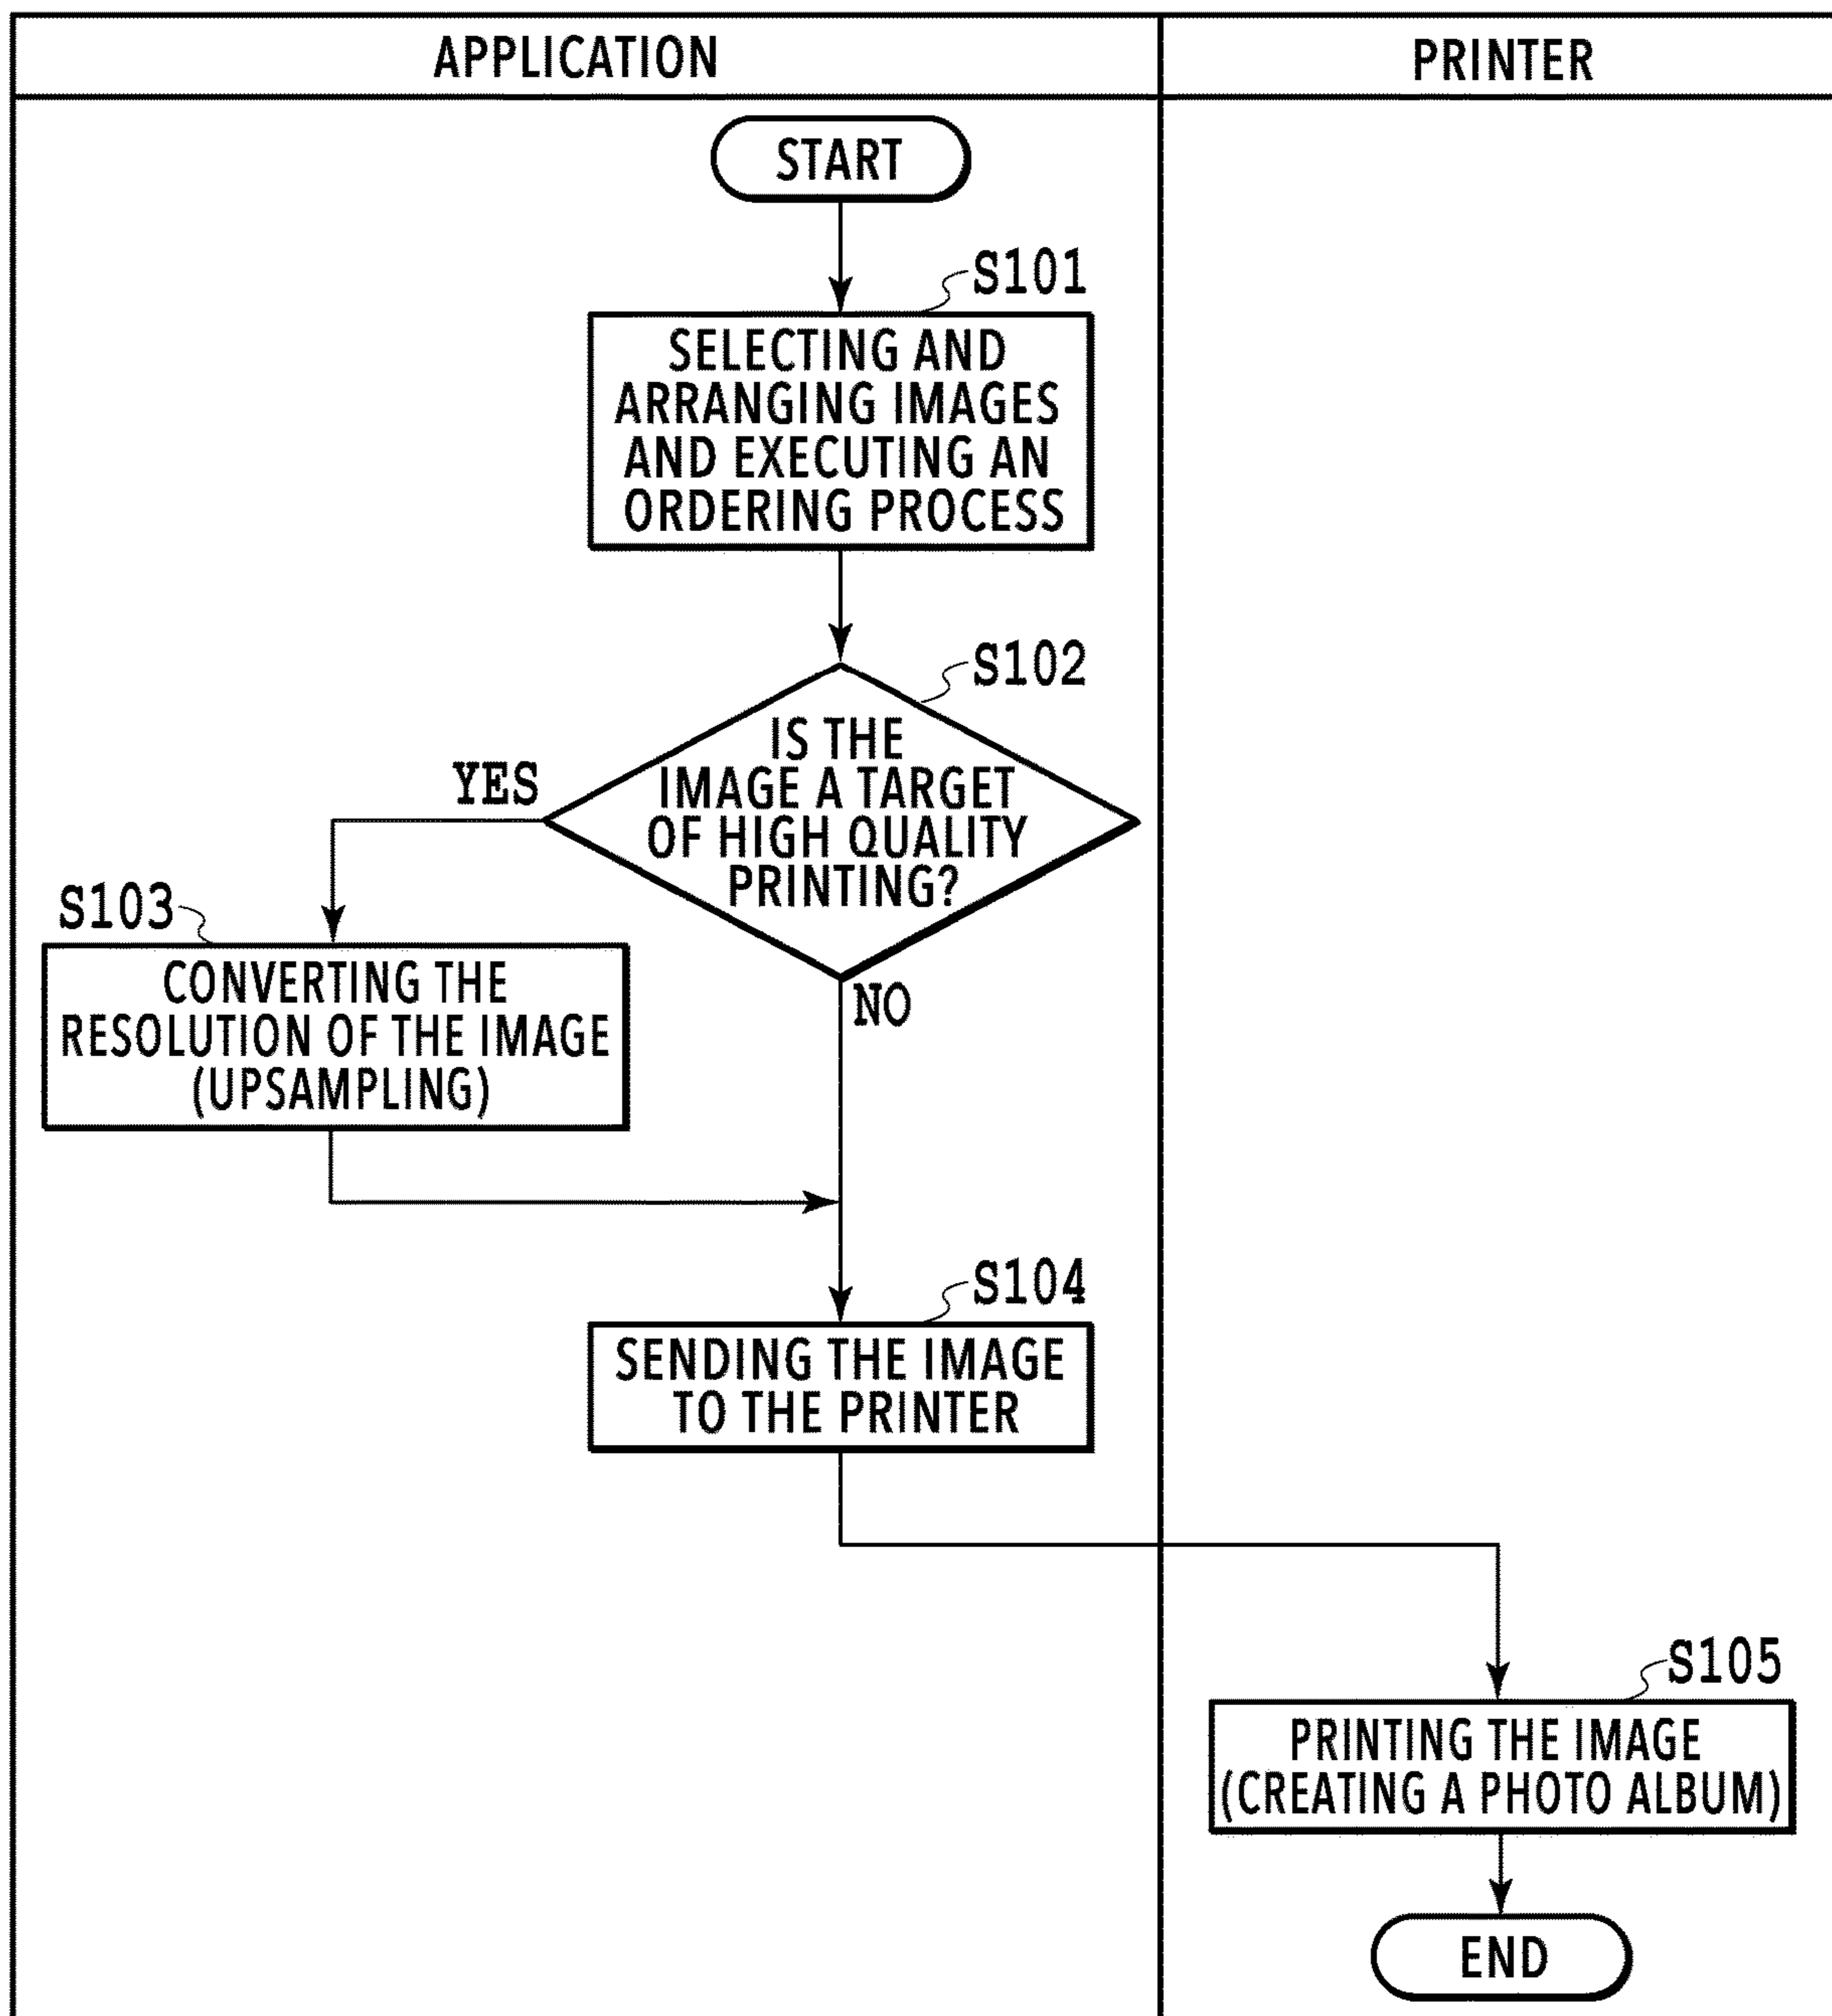 APPLICATION
PRINTER
START
S101
SELECTING AND
ARRANGING IMAGES
AND EXECUTING AN
ORDERING PROCESS
S102
IS THE
IMAGE A TARGET
OF HIGH QUALITY
PRINTING?
YES
NO
S103
CONVERTING THE
RESOLUTION OF THE IMAGE
(UPSAMPLING)
S104
SENDING THE IMAGE
TO THE PRINTER
S105
PRINTING THE IMAGE
(CREATING A PHOTO ALBUM)
END